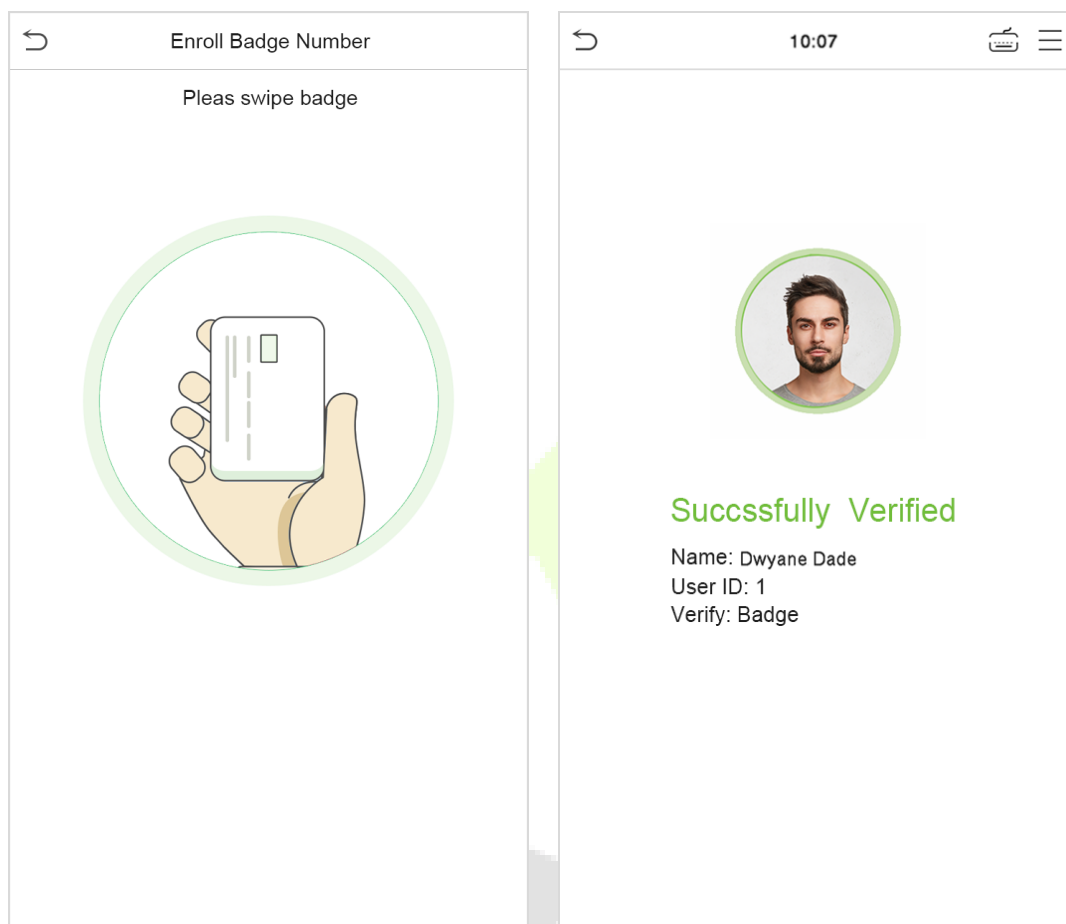 Enroll Badge Number
Pleas swipe badge
10:07
Succssfully Verified
Name: Dwyane Dade
User ID: 1
Verify: Badge